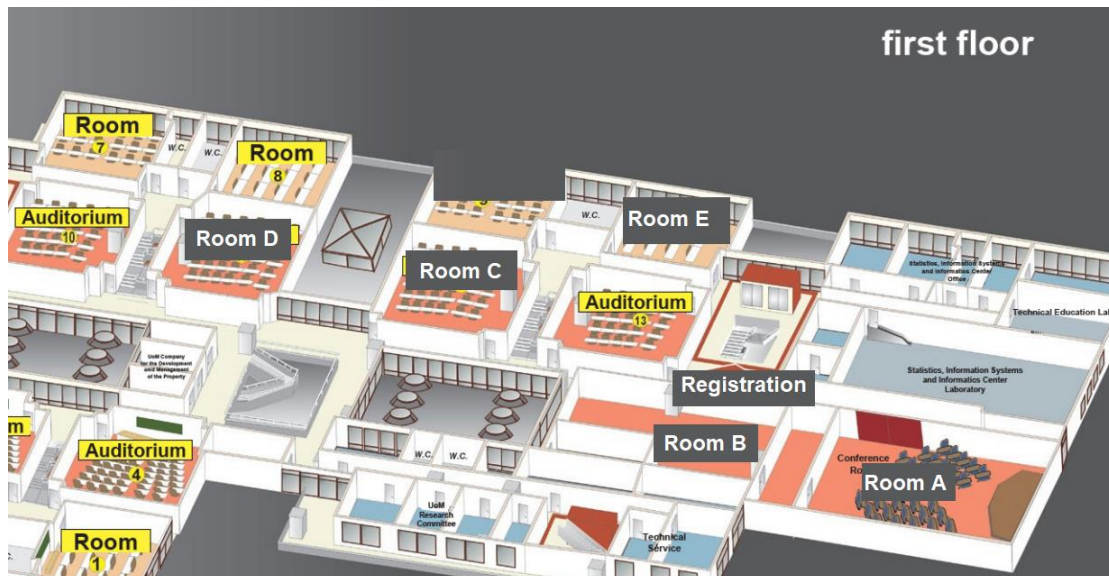 first floor
Room
7
W.C.
W.C.
Room
8
Auditorium
10
Room D
Room C
W.C.
Room E
Auditorium
13
Statistics, Information Systems
and Informatics Center
Office
Technical Education La
UoM Company
for the Development
and Management
of the Property
Registration
Statistics, Information Systems
and Informatics Center
Laboratory
m
Auditorium
4
W.C.
W.C.
Room B
Conference
Ro
Room A
UoM
Research
Committee
Technical
Service
Room
1